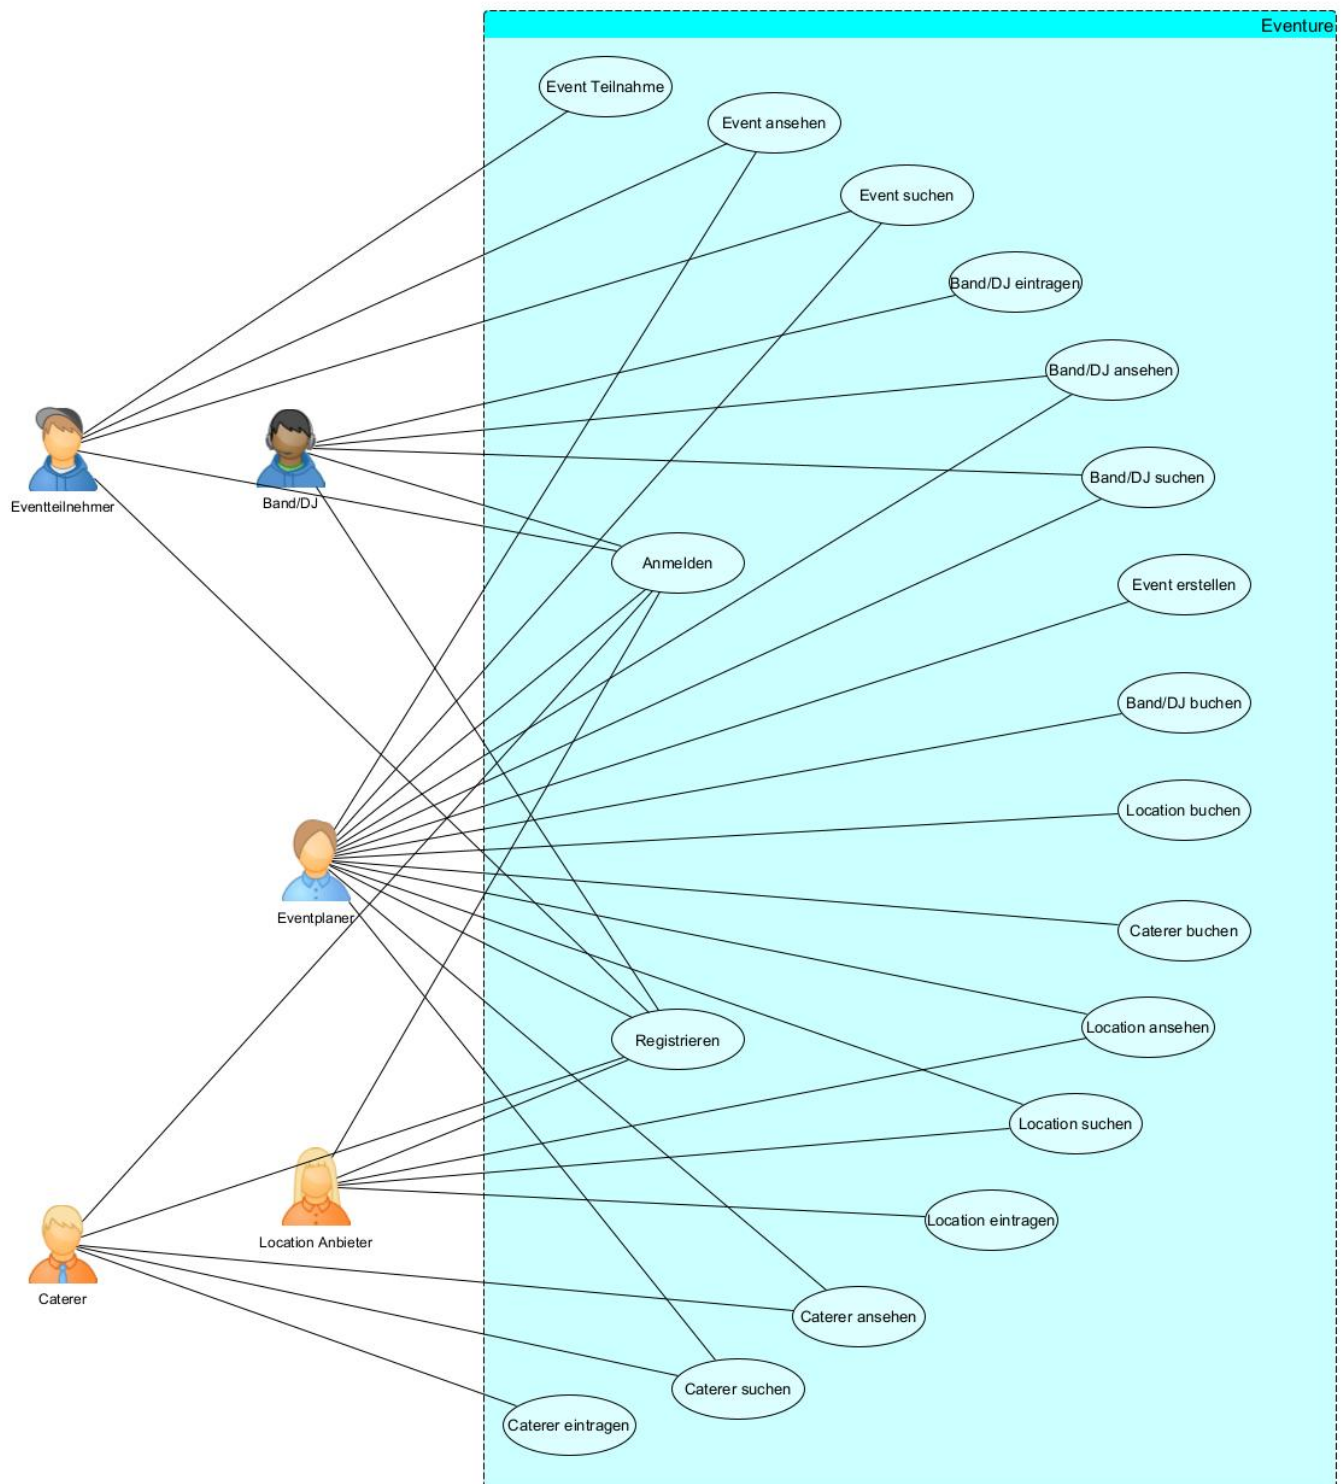 Eventure
Event Teilnahme
Event ansehen
Event suchen
Band/DJ eintragen
Band/DJ ansehen
Band/DJ suchen
Eventteilnehmer
Band/DJ
Anmelden
Event erstellen
Band/DJ buchen
Location buchen
Eventplaner
Caterer buchen
Location ansehen
Registrieren
Location suchen
Location eintragen
Location Anbieter
Caterer
Caterer ansehen
Caterer suchen
Caterer eintragen